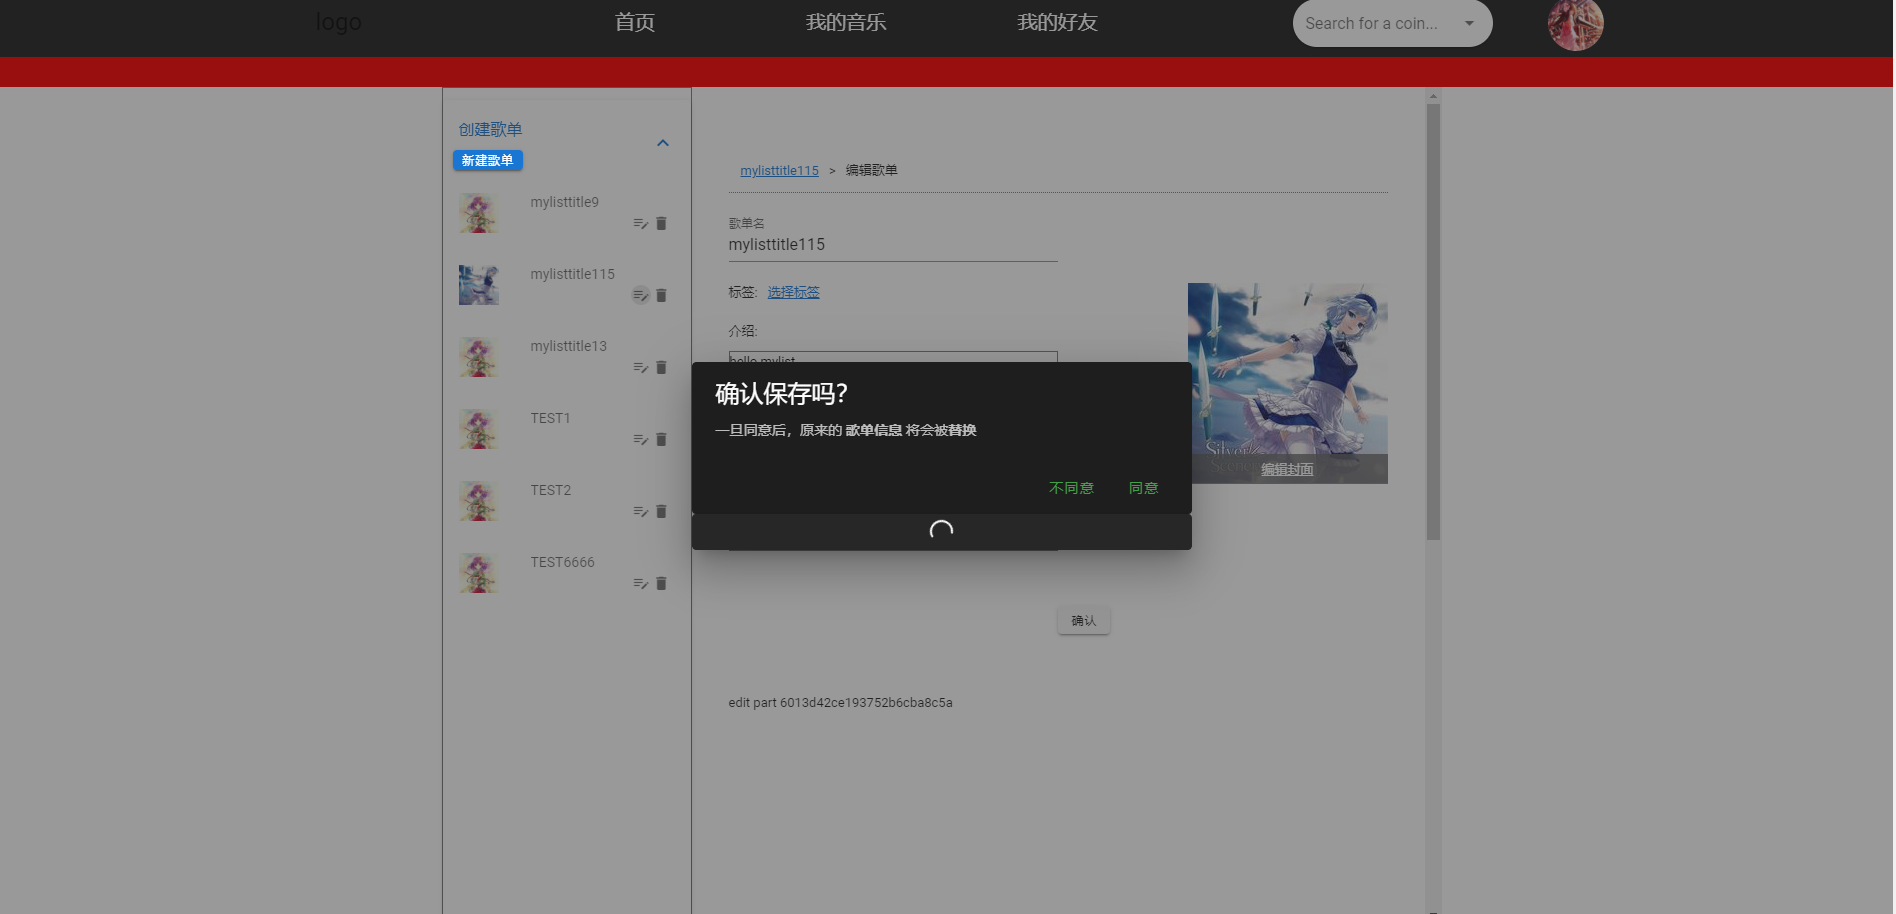 logo
首页
我的音乐
我的好友
Search for a coin...
创建歌单
新建歌单
mylisttitle9
mylisttitle115
mylisttitle13
TEST1
TEST2
TEST6666
mylisttitle115 > 编辑歌单
歌单名
mylisttitle115
标签: 选择标签
介绍:
hello mylist
编辑封面
确认保存吗?
一旦同意后，原来的 歌单信息 将会被替换
不同意 同意
确认
edit part 6013d42ce193752b6cba8c5a